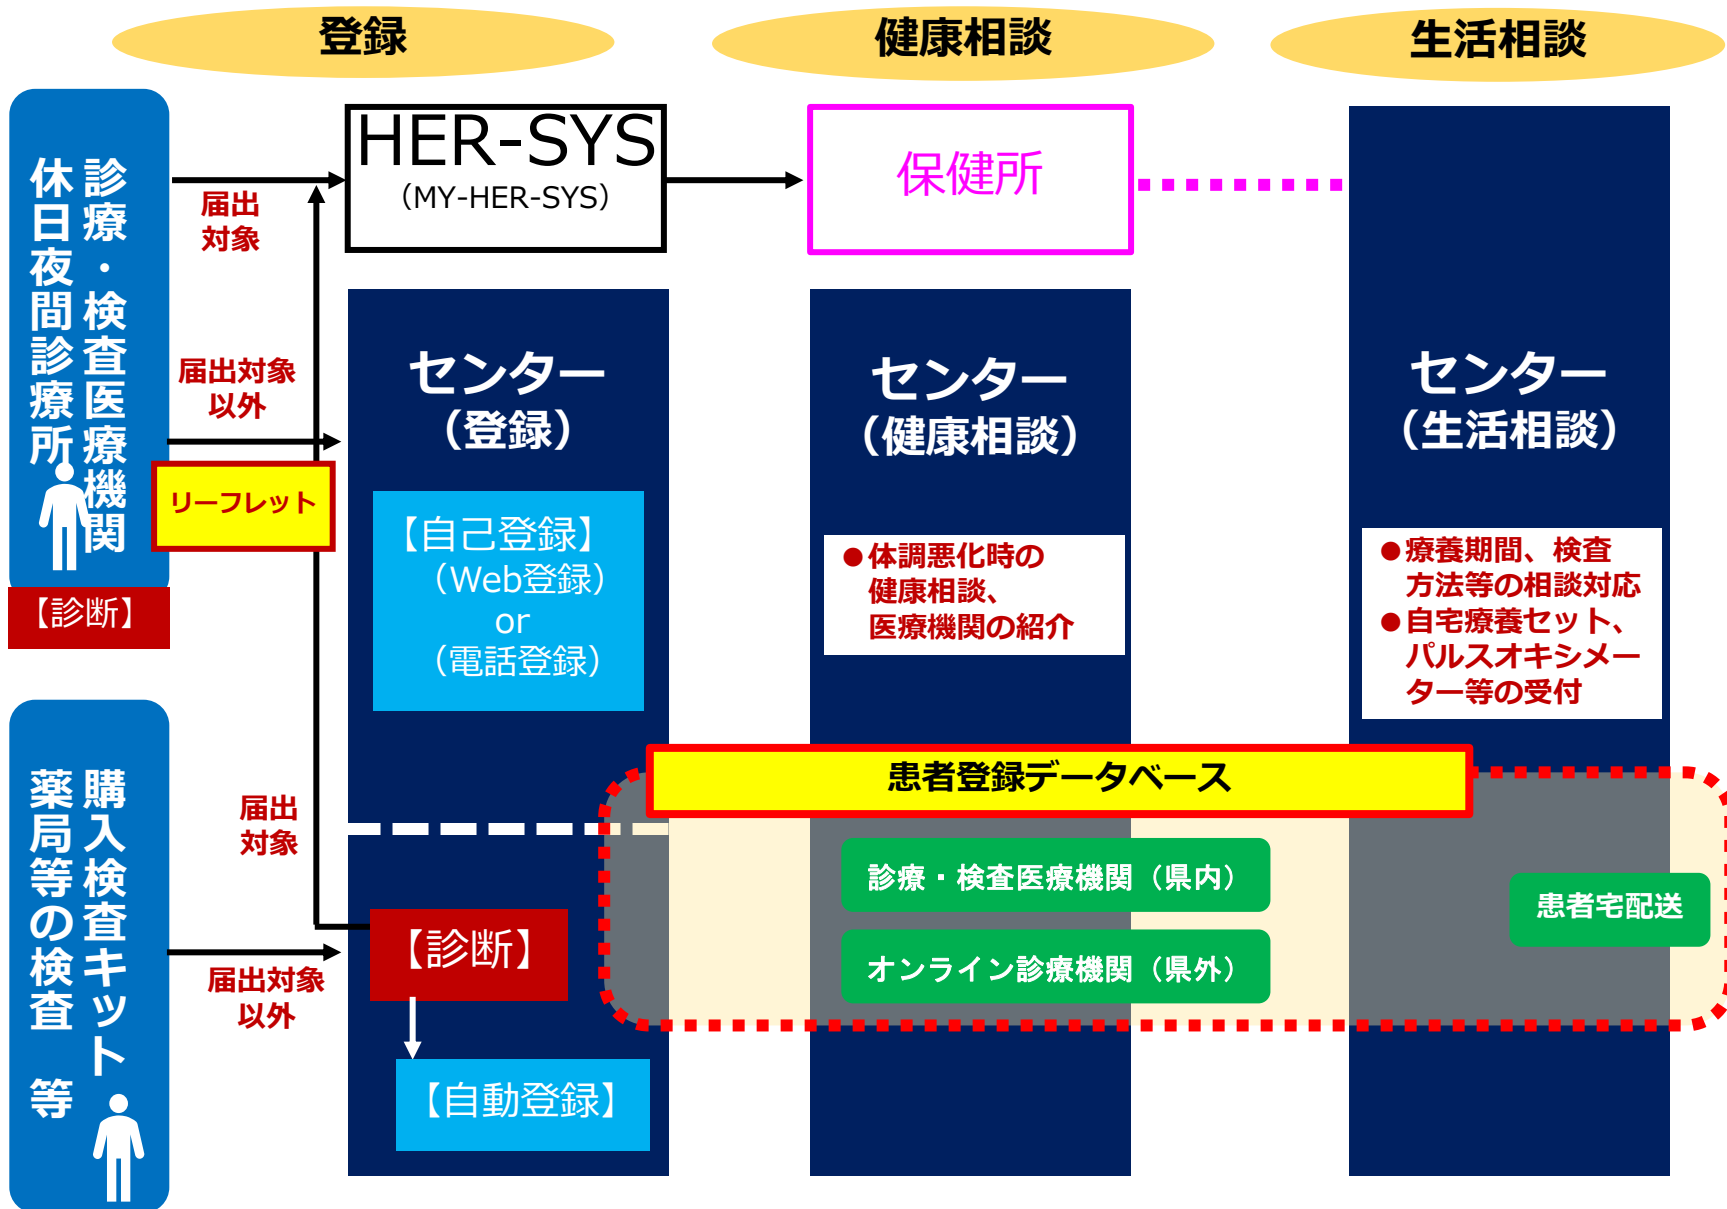 登録
健康相談
生活相談
診療・検査医療機関
休日夜間診療所
【診断】
届出
対象
HER-SYS
（MY-HER-SYS）
保健所
届出対象
以外
リーフレット
センター
（登録）
【自己登録】
（Web登録）
or
（電話登録）
センター
（健康相談）
●体調悪化時の
健康相談、
医療機関の紹介
センター
（生活相談）
●療養期間、検査
方法等の相談対応
●自宅療養セット、
パルスオキシメー
ター等の受付
患者登録データベース
購入検査キット
薬局等の検査　等
届出
対象
届出対象
以外
【診断】
【自動登録】
診療・検査医療機関（県内）
オンライン診療機関（県外）
患者宅配送